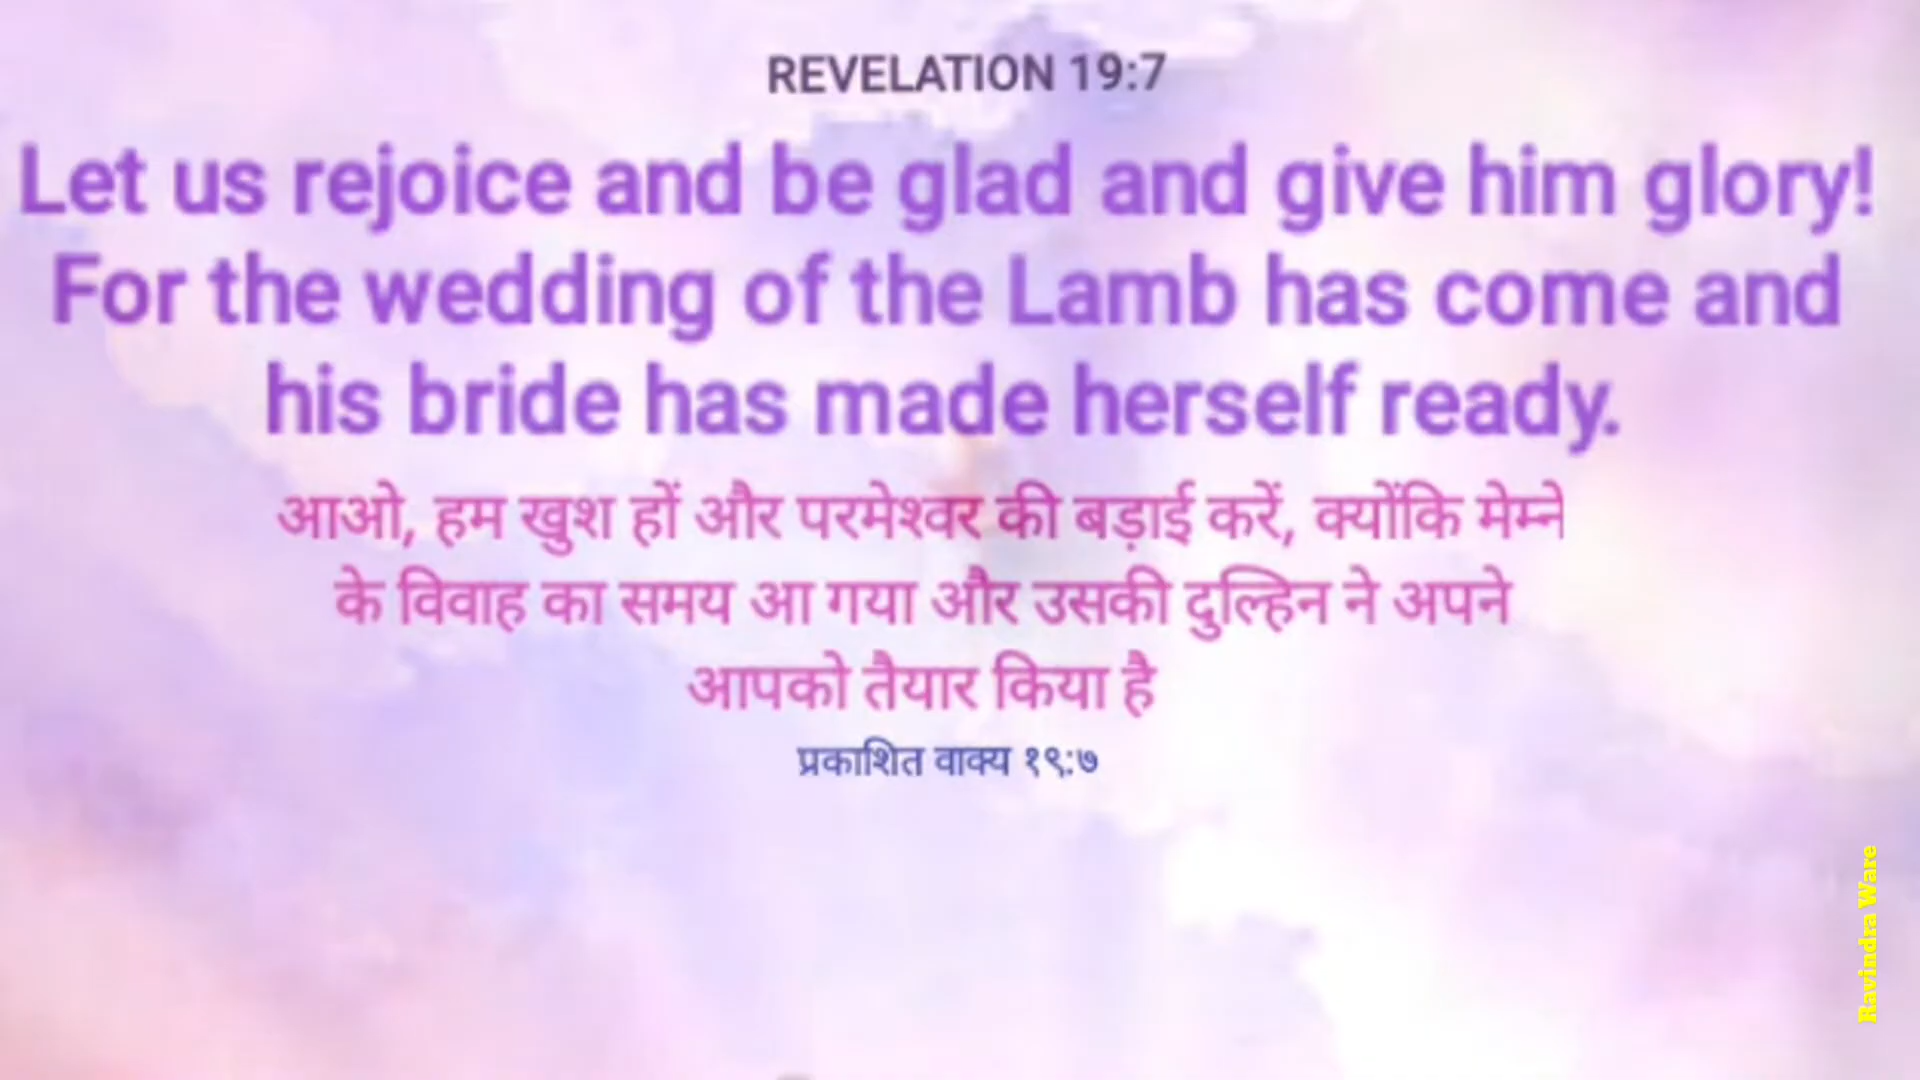 REVELATION 19:7
Let us rejoice and be glad and give him glory!
For the wedding of the Lamb has come and
his bride has made herself ready.
आओ, हम खुश हों और परमेश्वर की बड़ाई करें, क्योंकि मेम्ने
के विवाह का समय आ गया और उसकी दुल्हिन ने अपने
आपको तैयार किया है
प्रकाशित वाक्य १९:७
Ravindra Ware